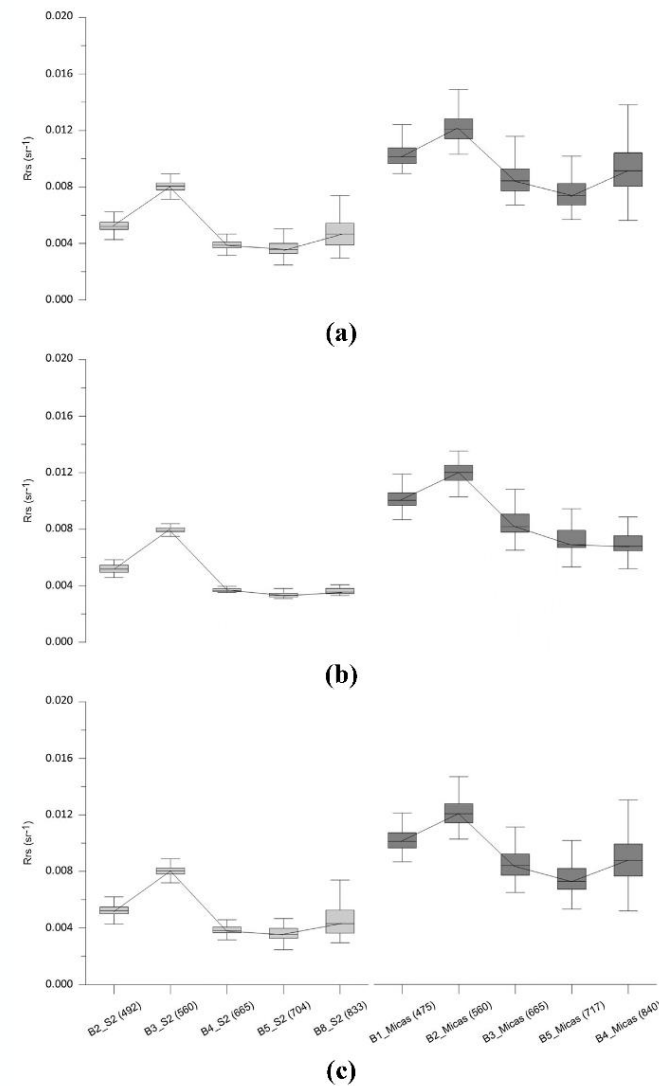 0.020
0.016
0.012
0.008
0.004
0.000
Rrs (sr-1)
(a)
0.020
0.016
0.012
0.008
0.004
0.000
Rrs (sr-1)
(b)
0.020
0.016
0.012
0.008
0.004
0.000
Rrs (sr-1)
B2_S2 (492)
B3_S2 (560)
B4_S2 (665)
B5_S2 (704)
B8_S2 (833)
B1_Micas (475)
B2_Micas (560)
B3_Micas (665)
B5_Micas (717)
B4_Micas (840
(c)